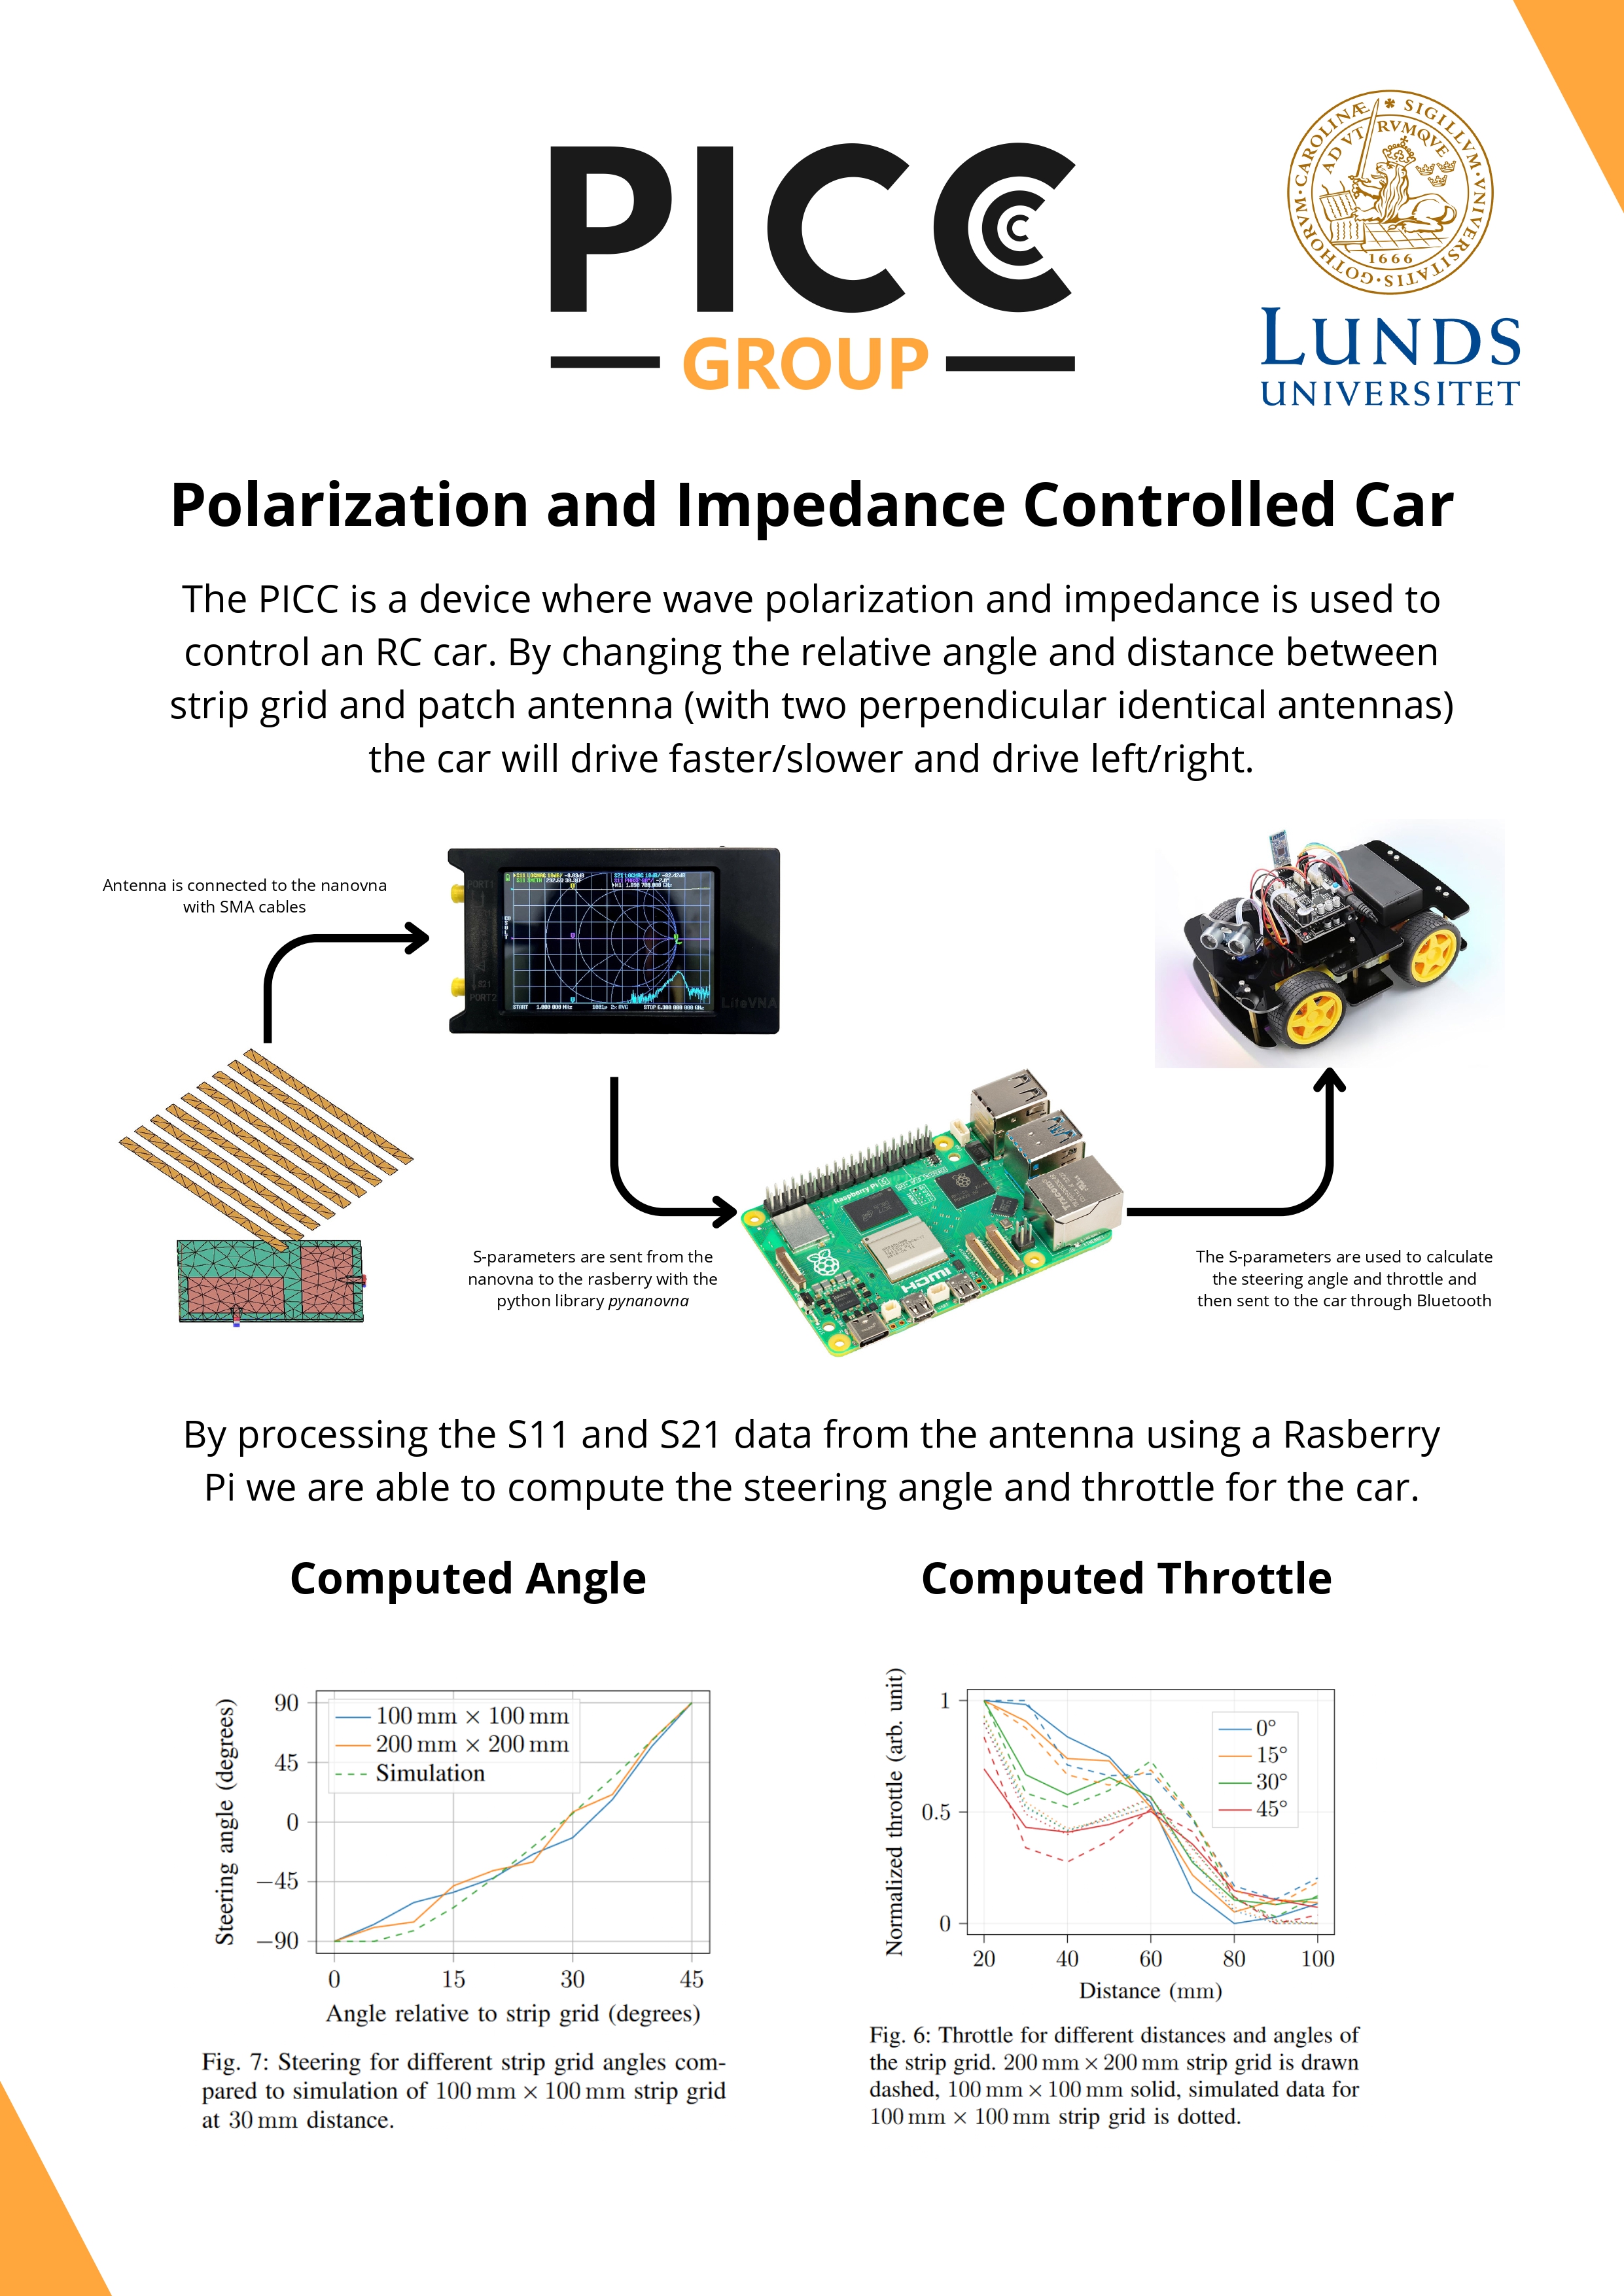 PICC
GROUP
SIGILLVM·VNIVERSITATIS·GOTHORVM·CAROLINÆ
AD VTRVMQVE
1666
LUNDS
UNIVERSITET
Polarization and Impedance Controlled Car
The PICC is a device where wave polarization and impedance is used to
control an RC car. By changing the relative angle and distance between
strip grid and patch antenna (with two perpendicular identical antennas)
the car will drive faster/slower and drive left/right.
Antenna is connected to the nanovna
with SMA cables
PORT1
S21
PORT2
LiteVNA
Raspberry Pi 5
HDMI
S-parameters are sent from the
nanovna to the rasberry with the
python library pynanovna
The S-parameters are used to calculate
the steering angle and throttle and
then sent to the car through Bluetooth
By processing the S11 and S21 data from the antenna using a Rasberry
Pi we are able to compute the steering angle and throttle for the car.
Computed Angle
Steering angle (degrees)
90
45
0
−45
−90
100 mm × 100 mm
200 mm × 200 mm
Simulation
0 15 30 45
Angle relative to strip grid (degrees)
Fig. 7: Steering for different strip grid angles com-
pared to simulation of 100 mm × 100 mm strip grid
at 30 mm distance.
Computed Throttle
Normalized throttle (arb. unit)
1
0.5
0
0°
15°
30°
45°
20 40 60 80 100
Distance (mm)
Fig. 6: Throttle for different distances and angles of
the strip grid. 200 mm × 200 mm strip grid is drawn
dashed, 100 mm × 100 mm solid, simulated data for
100 mm × 100 mm strip grid is dotted.